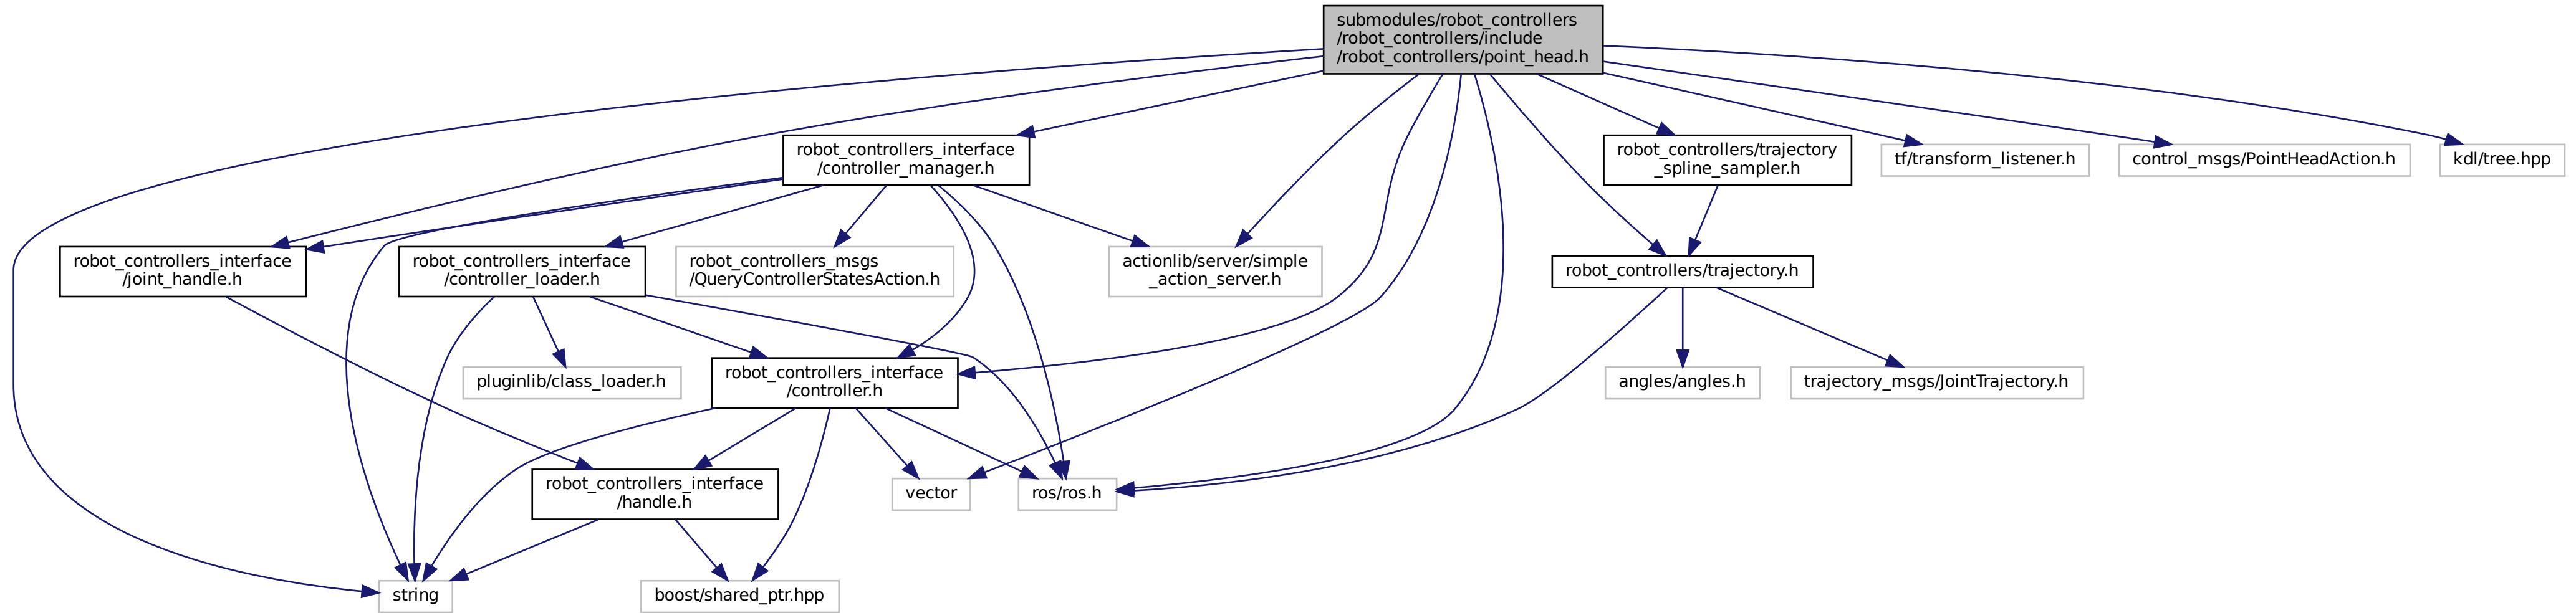 submodules/robot_controllers
/robot_controllers/include
/robot_controllers/point_head.h
robot_controllers_interface
/controller_manager.h
robot_controllers/trajectory
_spline_sampler.h
tf/transform_listener.h
control_msgs/PointHeadAction.h
kdl/tree.hpp
robot_controllers_interface
/joint_handle.h
robot_controllers_interface
/controller_loader.h
robot_controllers_msgs
/QueryControllerStatesAction.h
actionlib/server/simple
_action_server.h
robot_controllers/trajectory.h
pluginlib/class_loader.h
robot_controllers_interface
/controller.h
angles/angles.h
trajectory_msgs/JointTrajectory.h
robot_controllers_interface
/handle.h
vector
ros/ros.h
string
boost/shared_ptr.hpp